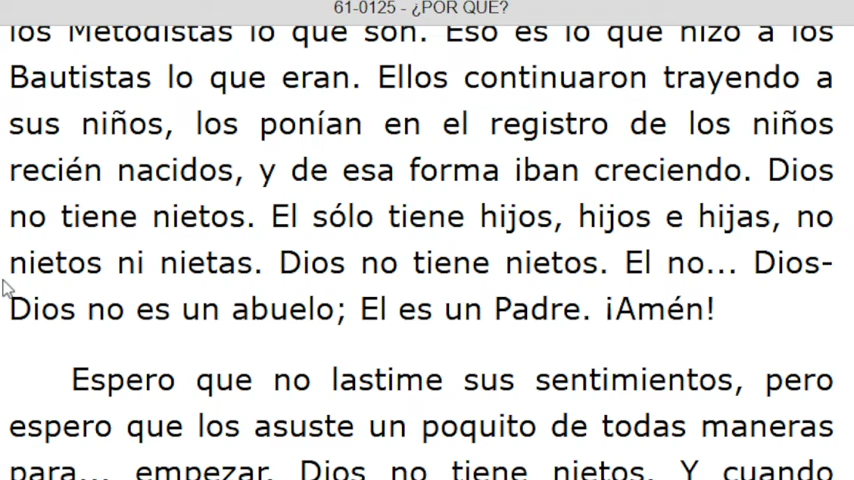 61-0125 - ¿POR QUE?
los Metodistas lo que son. Eso es lo que hizo a los
Bautistas lo que eran. Ellos continuaron trayendo a
sus niños, los ponían en el registro de los niños
recién nacidos, y de esa forma iban creciendo. Dios
no tiene nietos. El sólo tiene hijos, hijos e hijas, no
nietos ni nietas. Dios no tiene nietos. El no... Dios-
Dios no es un abuelo; El es un Padre. ¡Amén!
Espero que no lastime sus sentimientos, pero
espero que los asuste un poquito de todas maneras
para... empezar. Dios no tiene nietos. Y cuando